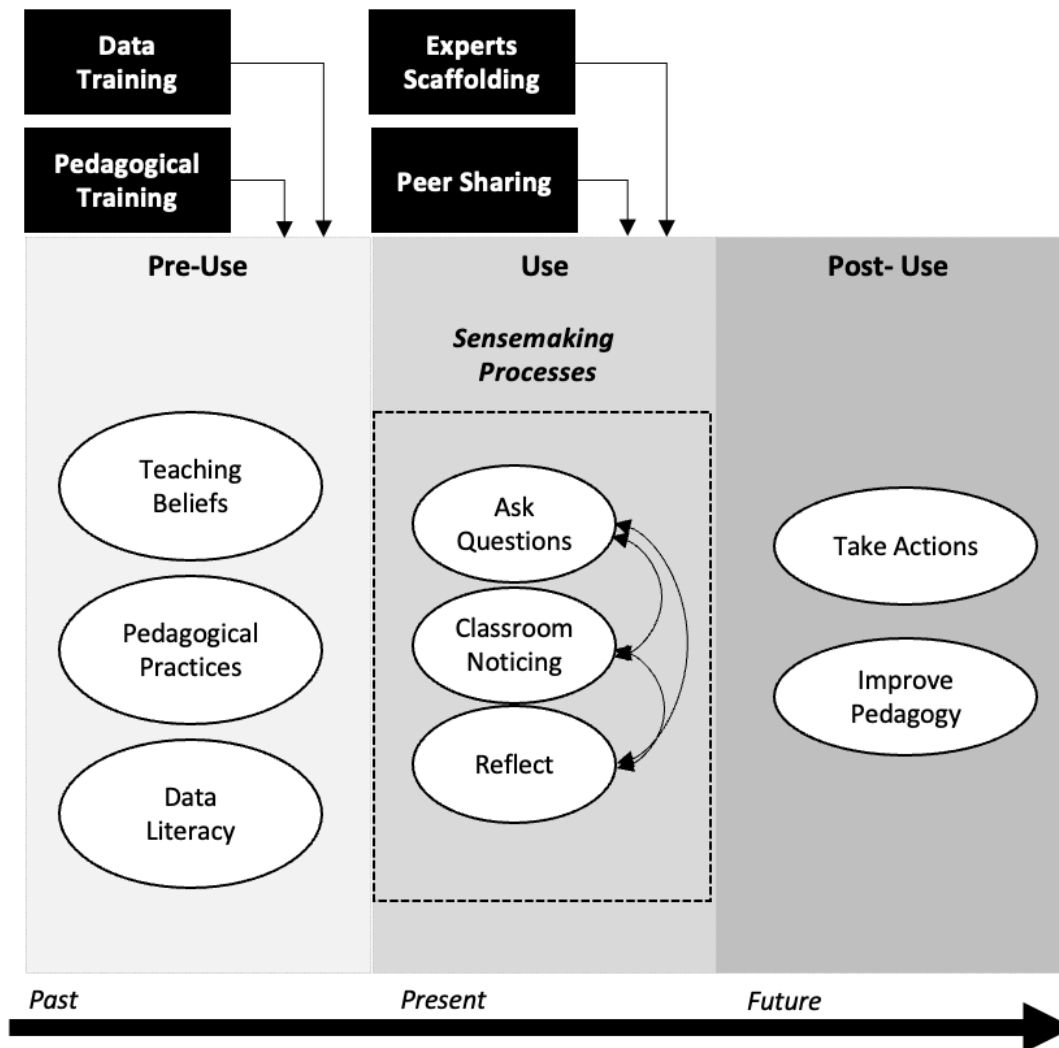 Data
Training
Pedagogical
Training
Experts
Scaffolding
Peer Sharing
Pre-Use
Teaching
Beliefs
Pedagogical
Practices
Data
Literacy
Use
Sensemaking
Processes
Ask
Questions
Classroom
Noticing
Reflect
Post- Use
Take Actions
Improve
Pedagogy
Past
Present
Future